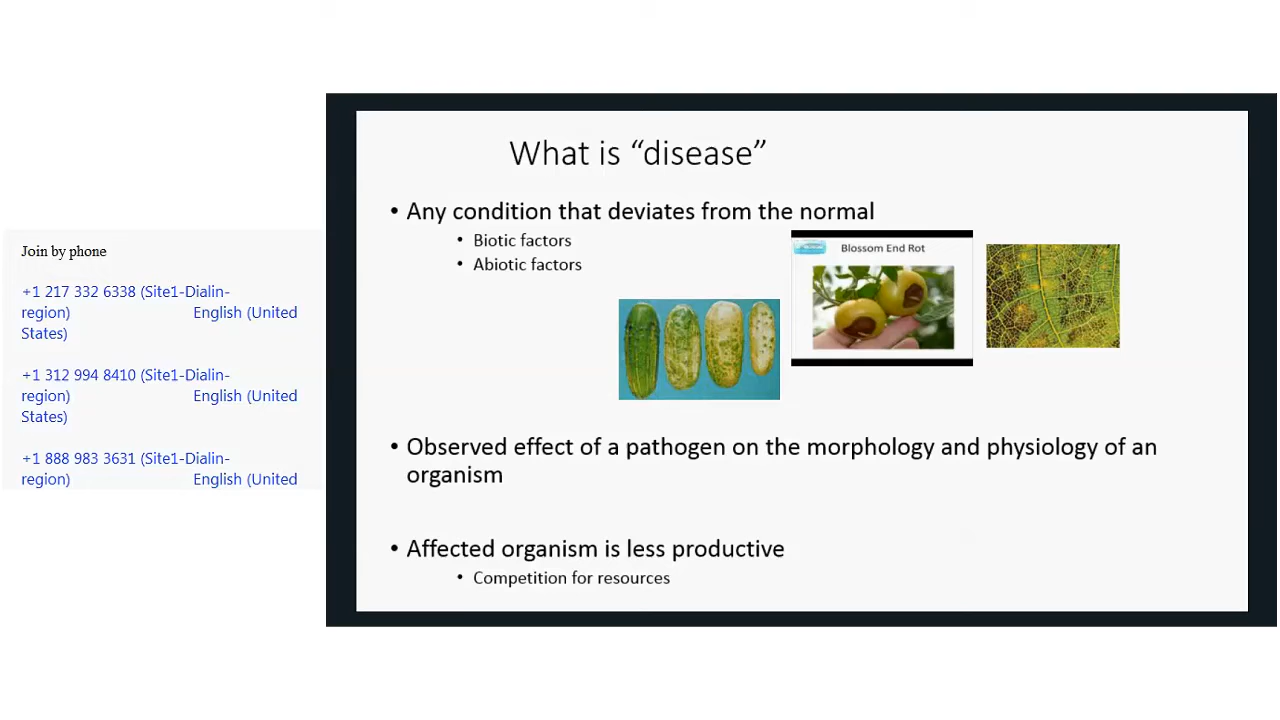 Join by phone
+1 217 332 6338 (Site1-Dialin-
region) English (United
States)
+1 312 994 8410 (Site1-Dialin-
region) English (United
States)
+1 888 983 3631 (Site1-Dialin-
region) English (United
What is “disease”
• Any condition that deviates from the normal
• Biotic factors
• Abiotic factors
Blossom End Rot
• Observed effect of a pathogen on the morphology and physiology of an
organism
• Affected organism is less productive
• Competition for resources